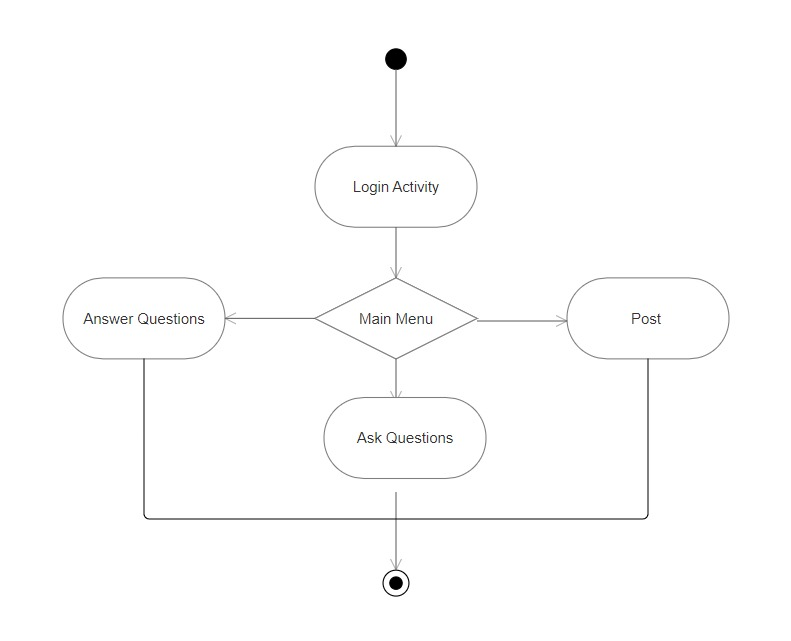 Login Activity
Answer Questions
Main Menu
Post
Ask Questions